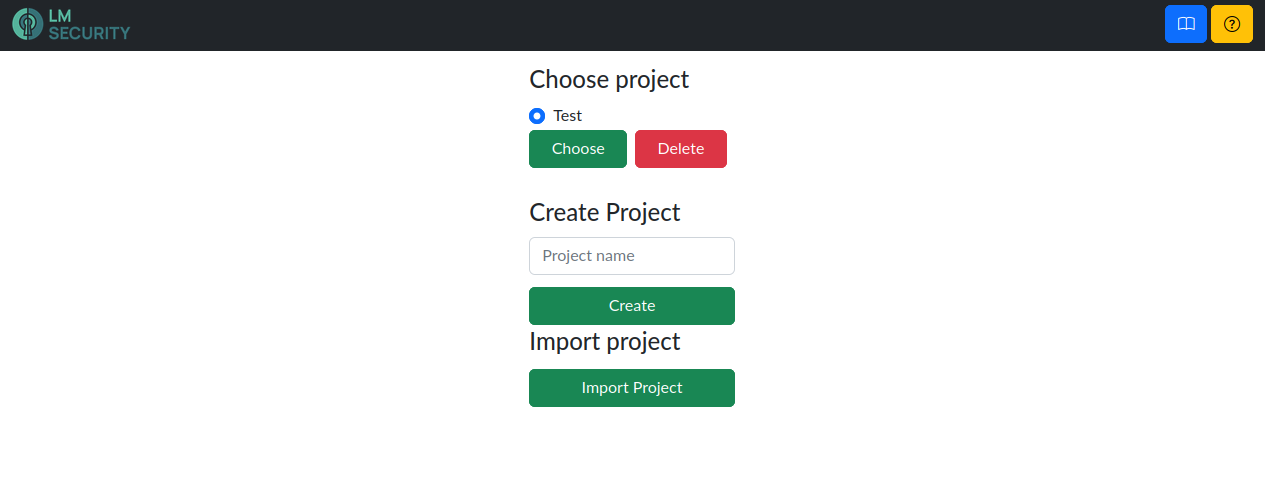 LM
SECURITY
Choose project
Test
Choose Delete
Create Project
Project name
Create
Import project
Import Project